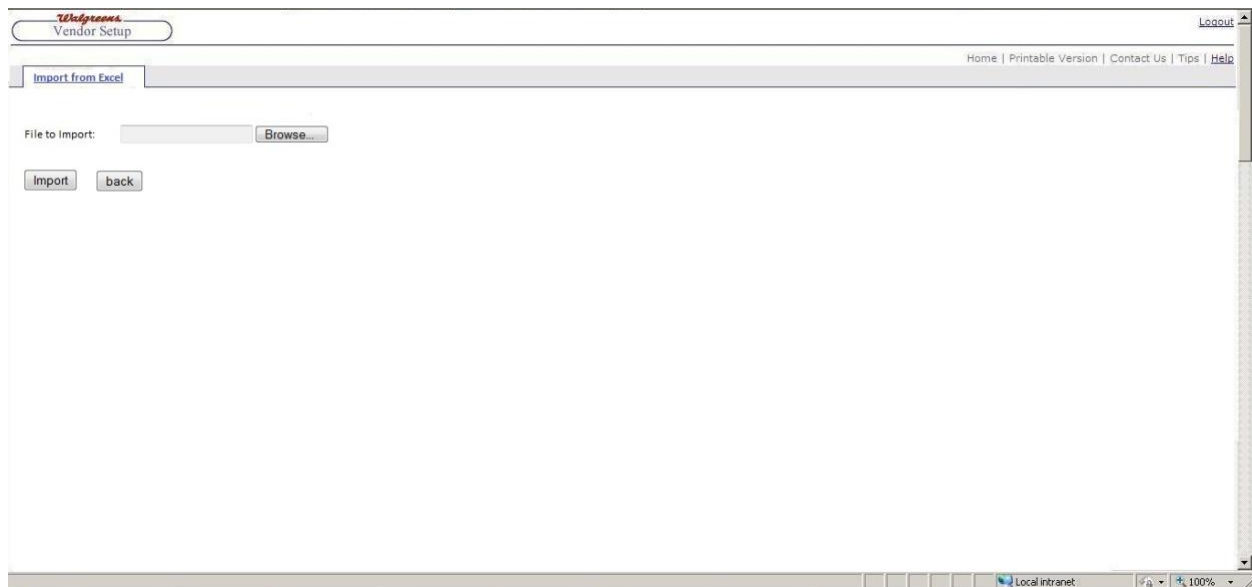 Walgreens
Vendor Setup
Logout
Home | Printable Version | Contact Us | Tips | Help
Import from Excel
File to Import:
Browse...
Import
back
Local intranet
100%